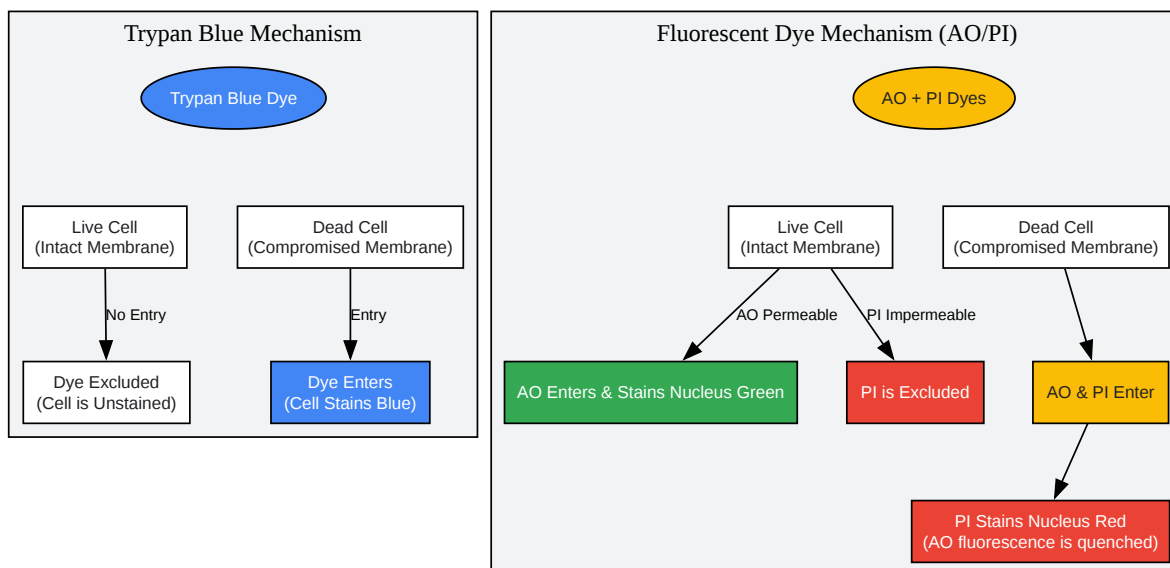 Trypan Blue Mechanism
Trypan Blue Dye
Live Cell
(Intact Membrane)
Dead Cell
(Compromised Membrane)
No Entry
Entry
Dye Excluded
(Cell is Unstained)
Dye Enters
(Cell Stains Blue)
Fluorescent Dye Mechanism (AO/PI)
AO + PI Dyes
Live Cell
(Intact Membrane)
Dead Cell
(Compromised Membrane)
AO Permeable
PI Impermeable
AO Enters & Stains Nucleus Green
PI is Excluded
AO & PI Enter
PI Stains Nucleus Red
(AO fluorescence is quenched)